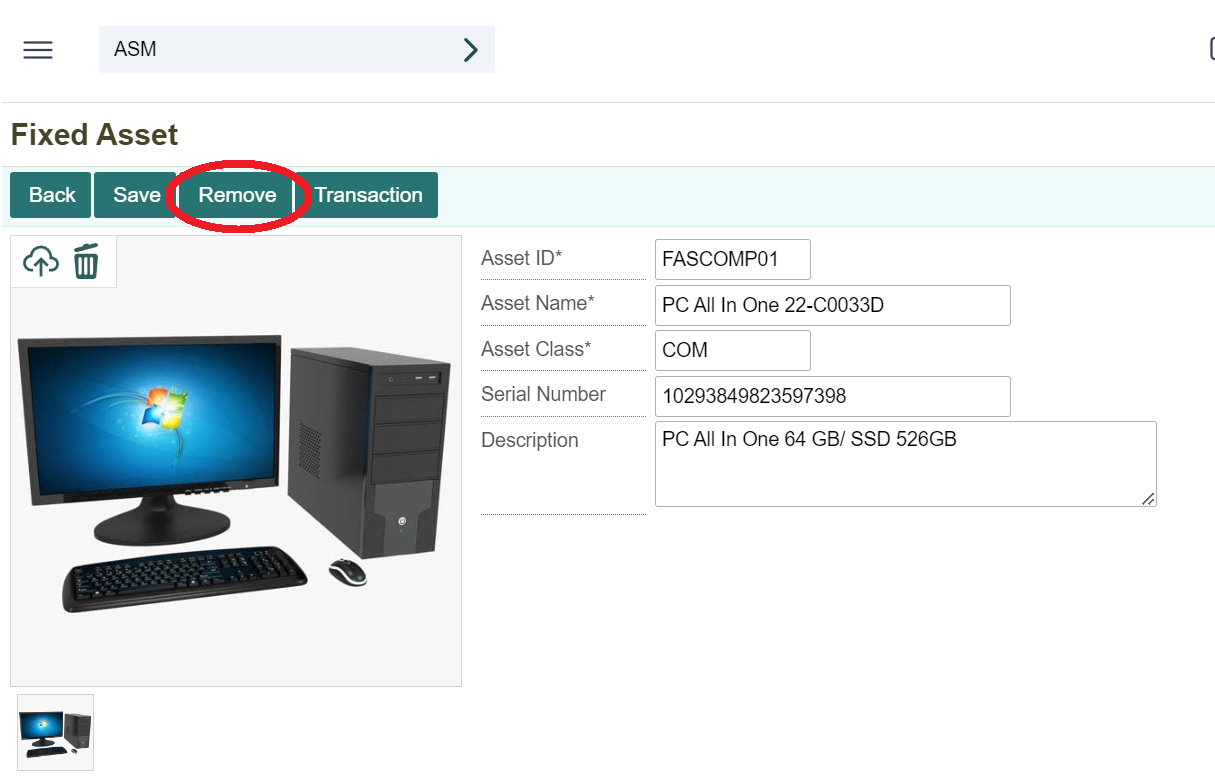 ASM
Fixed Asset
Back Save Remove Transaction
Asset ID* FASCOMP01
Asset Name* PC All In One 22-C0033D
Asset Class* COM
Serial Number 10293849823597398
Description PC All In One 64 GB/ SSD 526GB